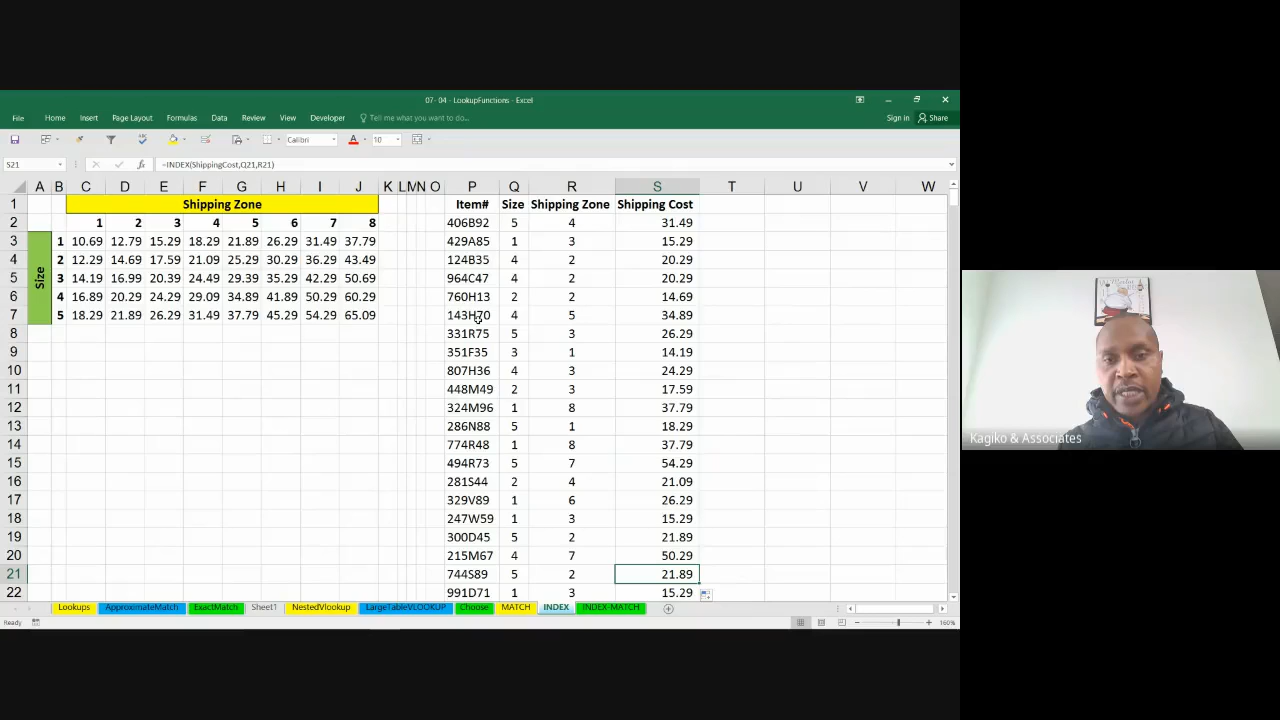 07- 04 - LookupFunctions - Excel
File Home Insert Page Layout Formulas Data Review View Developer Tell me what you want to do... Sign in Share
Calibri 10
S21 =INDEX(ShippingCost,Q21,R21)
A B C D E F G H I J K L M N O P Q R S T U V W
1 Shipping Zone Item# Size Shipping Zone Shipping Cost
2 1 2 3 4 5 6 7 8 406B92 5 4 31.49
3 1 10.69 12.79 15.29 18.29 21.89 26.29 31.49 37.79 429A85 1 3 15.29
4 2 12.29 14.69 17.59 21.09 25.29 30.29 36.29 43.49 124B35 4 2 20.29
Size
5 3 14.19 16.99 20.39 24.49 29.39 35.29 42.29 50.69 964C47 4 2 20.29
6 4 16.89 20.29 24.29 29.09 34.89 41.89 50.29 60.29 760H13 2 2 14.69
7 5 18.29 21.89 26.29 31.49 37.79 45.29 54.29 65.09 143H70 4 5 34.89
8 331R75 5 3 26.29
9 351F35 3 1 14.19
10 807H36 4 3 24.29
11 448M49 2 3 17.59
12 324M96 1 8 37.79
13 286N88 5 1 18.29
14 774R48 1 8 37.79
15 494R73 5 7 54.29
16 281S44 2 4 21.09
17 329V89 1 6 26.29
18 247W59 1 3 15.29
19 300D45 5 2 21.89
20 215M67 4 7 50.29
21 744S89 5 2 21.89
22 991D71 1 3 15.29
Lookups ApproximateMatch ExactMatch Sheet1 NestedVlookup LargeTableVLOOKUP Choose MATCH INDEX INDEX-MATCH
Ready 160%
Kagiko & Associates